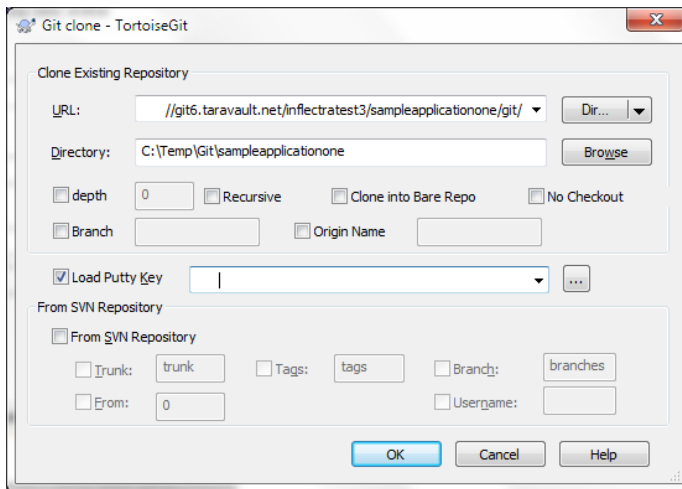 Git clone - TortoiseGit
Clone Existing Repository
URL: //git6.taravault.net/inflectratest3/sampleapplicationone/git/ Dir...
Directory: C:\Temp\Git\sampleapplicationone Browse
depth 0 Recursive Clone into Bare Repo No Checkout
Branch Origin Name
Load Putty Key ...
From SVN Repository
From SVN Repository
Trunk: trunk Tags: tags Branch: branches
From: 0 Username:
OK Cancel Help